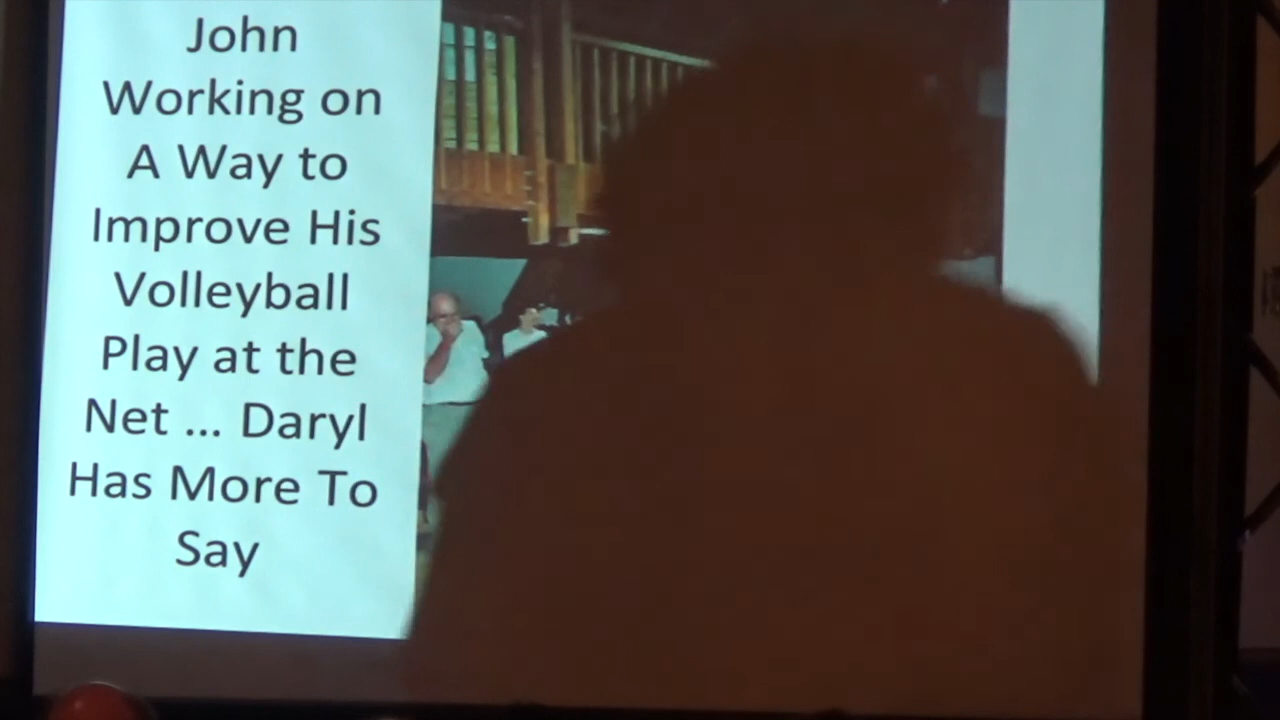 John
Working on
A Way to
Improve His
Volleyball
Play at the
Net ... Daryl
Has More To
Say